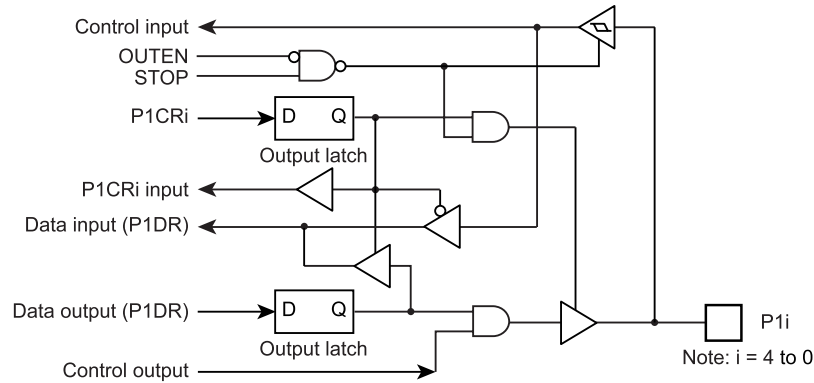 Control input
OUTEN
STOP
P1CRi
D Q
Output latch
P1CRi input
Data input (P1DR)
Data output (P1DR)
D Q
Output latch
P1i
Note: i = 4 to 0
Control output